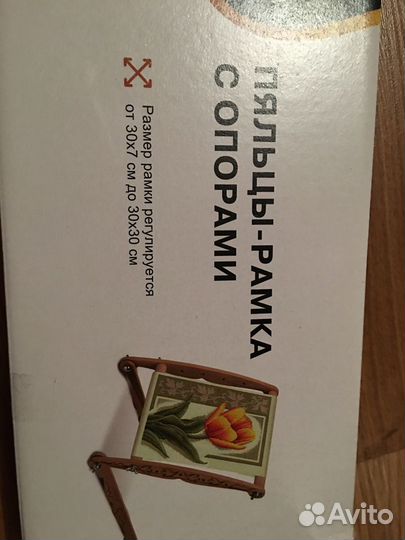 ПЯЛЬЦЫ-РАМКА
С ОПОРАМИ
Размер рамки регулируется
от 30х7 см до 30х30 см
Avito